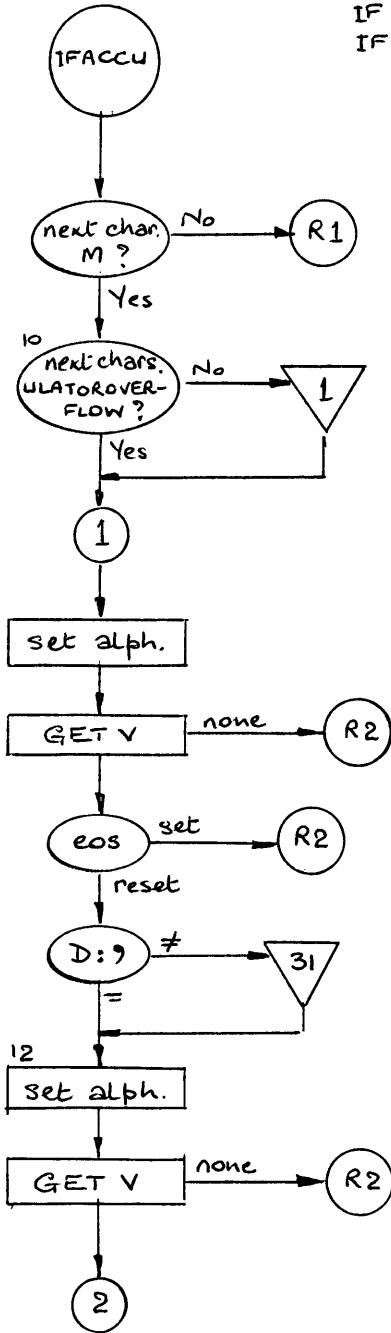 IF
IF
IFACCU
next char.
M ?
No
R1
Yes
10
next chars.
ULATOROVER-
FLOW ?
No
1
Yes
1
set alph.
GET V
none
R2
eos
set
R2
reset
D: ,
≠
31
=
12
set alph.
GET V
none
R2
2